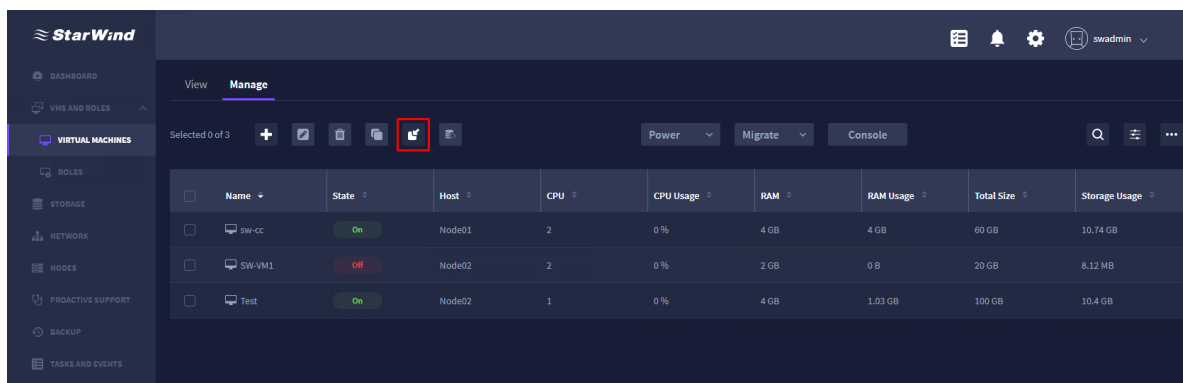 StarWind
swadmin
DASHBOARD
VMS AND ROLES
VIRTUAL MACHINES
ROLES
STORAGE
NETWORK
NODES
PROACTIVE SUPPORT
BACKUP
TASKS AND EVENTS
View Manage
Selected 0 of 3 Power Migrate Console
Name State Host CPU CPU Usage RAM RAM Usage Total Size Storage Usage
sw-cc On Node01 2 0 % 4 GB 4 GB 60 GB 10.74 GB
SW-VM1 Off Node02 2 0 % 2 GB 0 B 20 GB 8.12 MB
Test On Node02 1 0 % 4 GB 1.03 GB 100 GB 10.4 GB